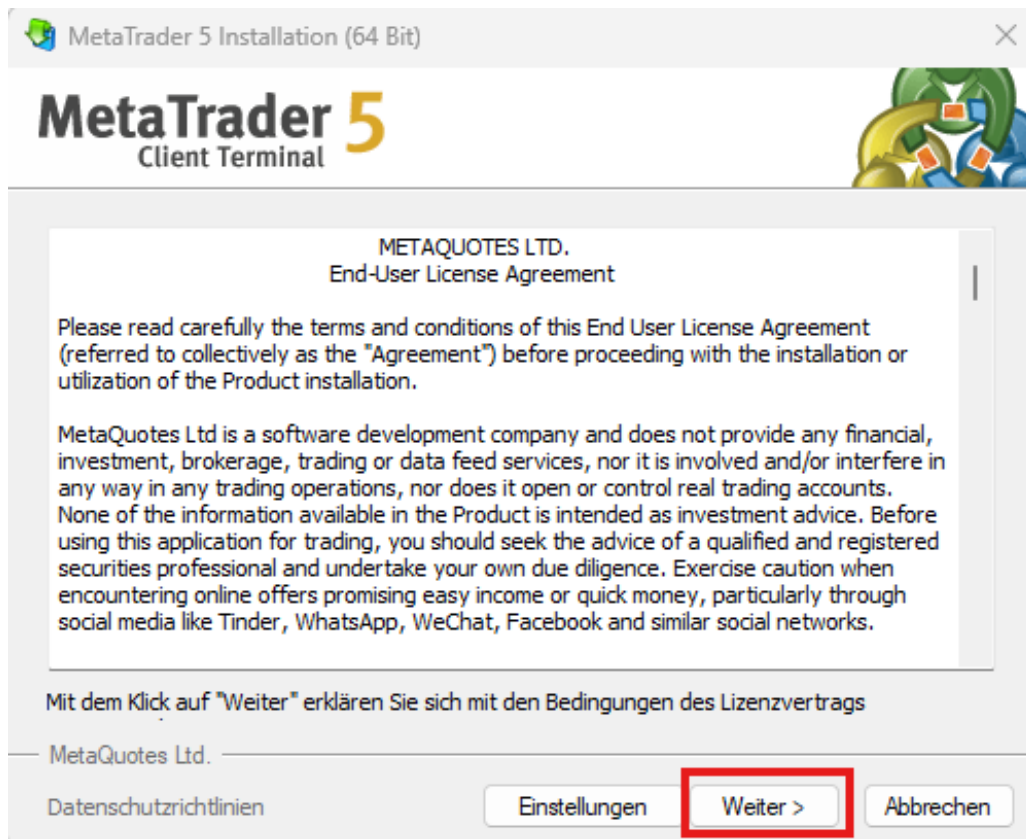 MetaTrader 5 Installation (64 Bit)
MetaTrader 5
Client Terminal
METAQUOTES LTD.
End-User License Agreement
Please read carefully the terms and conditions of this End User License Agreement
(referred to collectively as the "Agreement") before proceeding with the installation or
utilization of the Product installation.
MetaQuotes Ltd is a software development company and does not provide any financial,
investment, brokerage, trading or data feed services, nor it is involved and/or interfere in
any way in any trading operations, nor does it open or control real trading accounts.
None of the information available in the Product is intended as investment advice. Before
using this application for trading, you should seek the advice of a qualified and registered
securities professional and undertake your own due diligence. Exercise caution when
encountering online offers promising easy income or quick money, particularly through
social media like Tinder, WhatsApp, WeChat, Facebook and similar social networks.
Mit dem Klick auf "Weiter" erklären Sie sich mit den Bedingungen des Lizenzvertrags
MetaQuotes Ltd.
Datenschutzrichtlinien
Einstellungen
Weiter >
Abbrechen